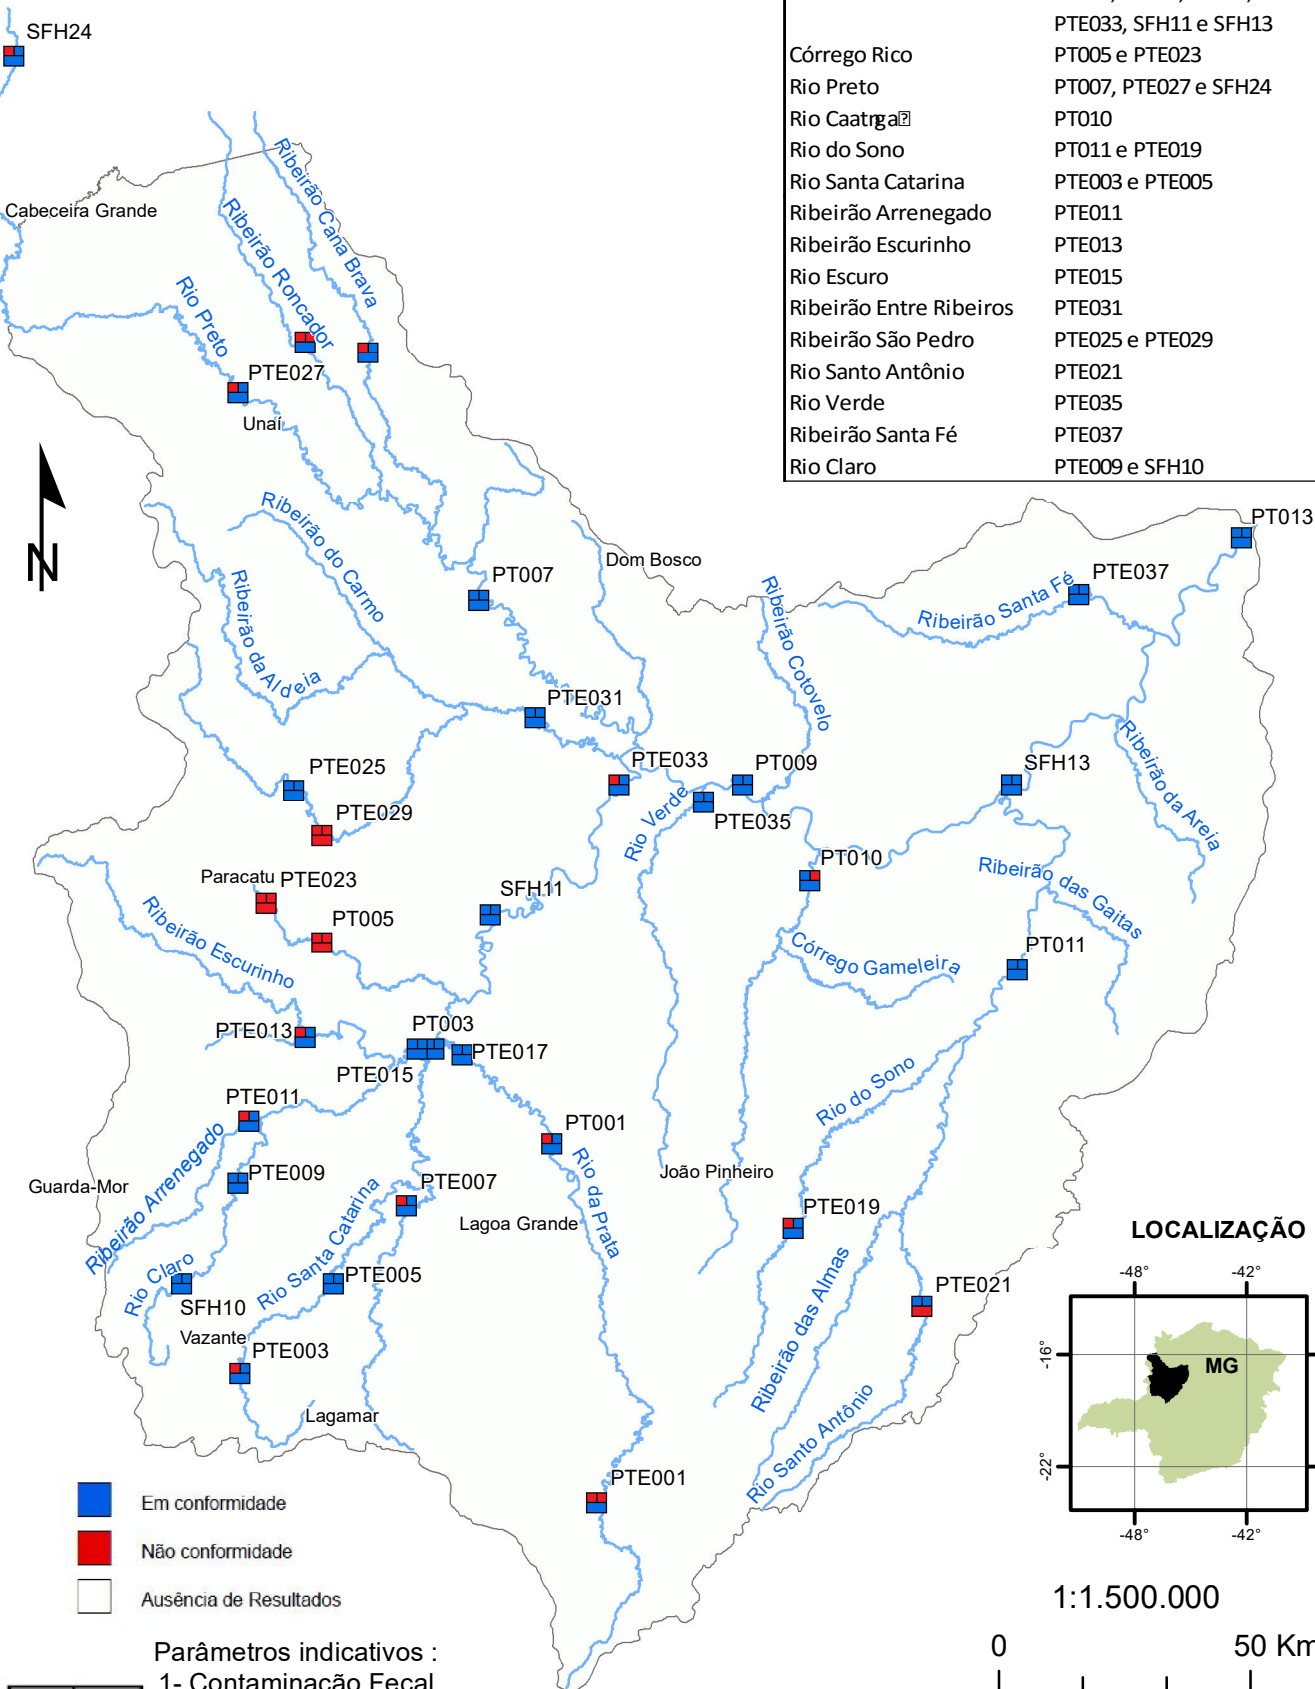 SFH24
PTE033, SFH11 e SFH13
Córrego Rico PT005 e PTE023
Rio Preto PT007, PTE027 e SFH24
PT010
Rio do Sono PT011 e PTE019
Rio Santa Catarina PTE003 e PTE005
Ribeirão Arrenegado PTE011
Ribeirão Escurinho PTE013
Rio Escuro PTE015
Ribeirão Entre Ribeiros PTE031
Ribeirão São Pedro PTE025 e PTE029
Rio Santo Antônio PTE021
Rio Verde PTE035
Ribeirão Santa Fé PTE037
Rio Claro PTE009 e SFH10
Cabeceira Grande
Ribeirão Cana Brava
Ribeirão Roncador
Rio Preto
PTE027
Unaí
N
Ribeirão do Carmo
Ribeirão da Aldeia
PT007
Dom Bosco
PT013
PTE037
Ribeirão Santa Fé
Ribeirão Cotovelo
PTE031
PTE025
PTE029
PTE033
PT009
PTE035
Rio Verde
SFH13
Ribeirão da Areia
PT010
Ribeirão das Gaitas
Paracatu
PTE023
PT005
SFH11
Ribeirão Escurinho
Córrego Gameleira
PT011
PTE013
PT003
PTE017
PTE015
PTE011
Rio do Sono
PT001
Ribeirão Arrenegado
PTE009
Guarda-Mor
Rio da Prata
João Pinheiro
PTE007
Lagoa Grande
Rio Santa Catarina
PTE019
Rio Claro
SFH10
PTE005
Ribeirão das Almas
PTE021
Vazante
PTE003
Lagamar
Rio Santo Antônio
PTE001
LOCALIZAÇÃO
-48° -42°
-16°
MG
-22°
-48° -42°
Em conformidade
Não conformidade
Ausência de Resultados
1:1.500.000
Parâmetros indicativos :
1- Contaminação Fecal
0 50 Km